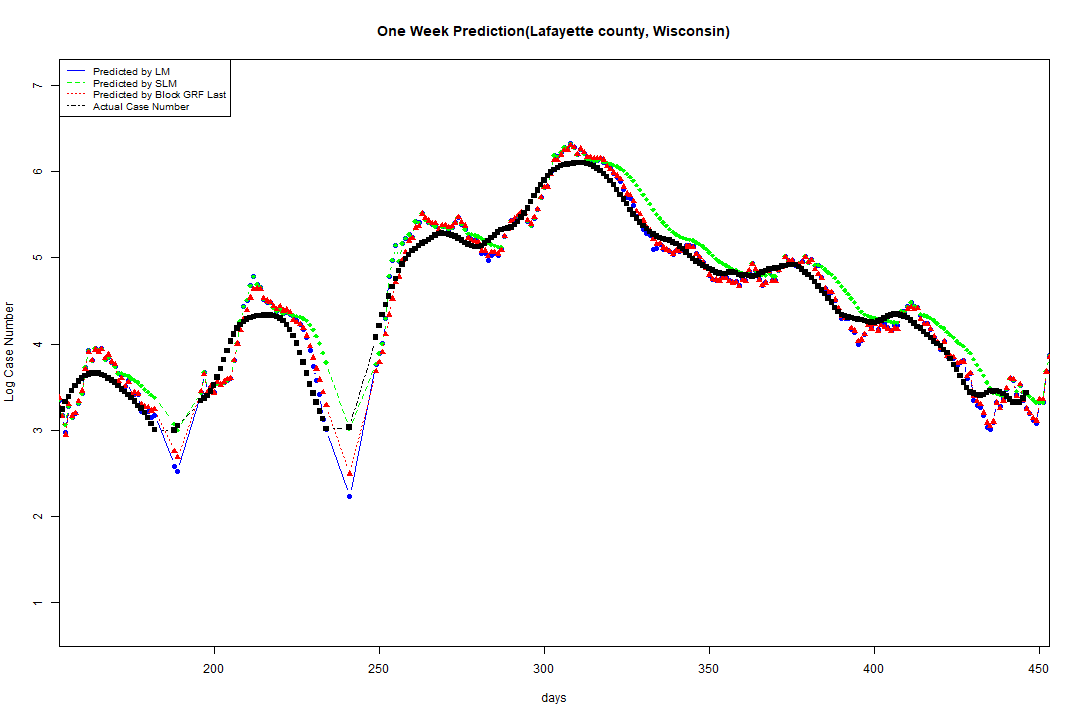 One Week Prediction(Lafayette county, Wisconsin)
Predicted by LM
Predicted by SLM
Predicted by Block GRF Last
Actual Case Number
7
6
5
4
3
2
1
Log Case Number
200
250
300
350
400
450
days